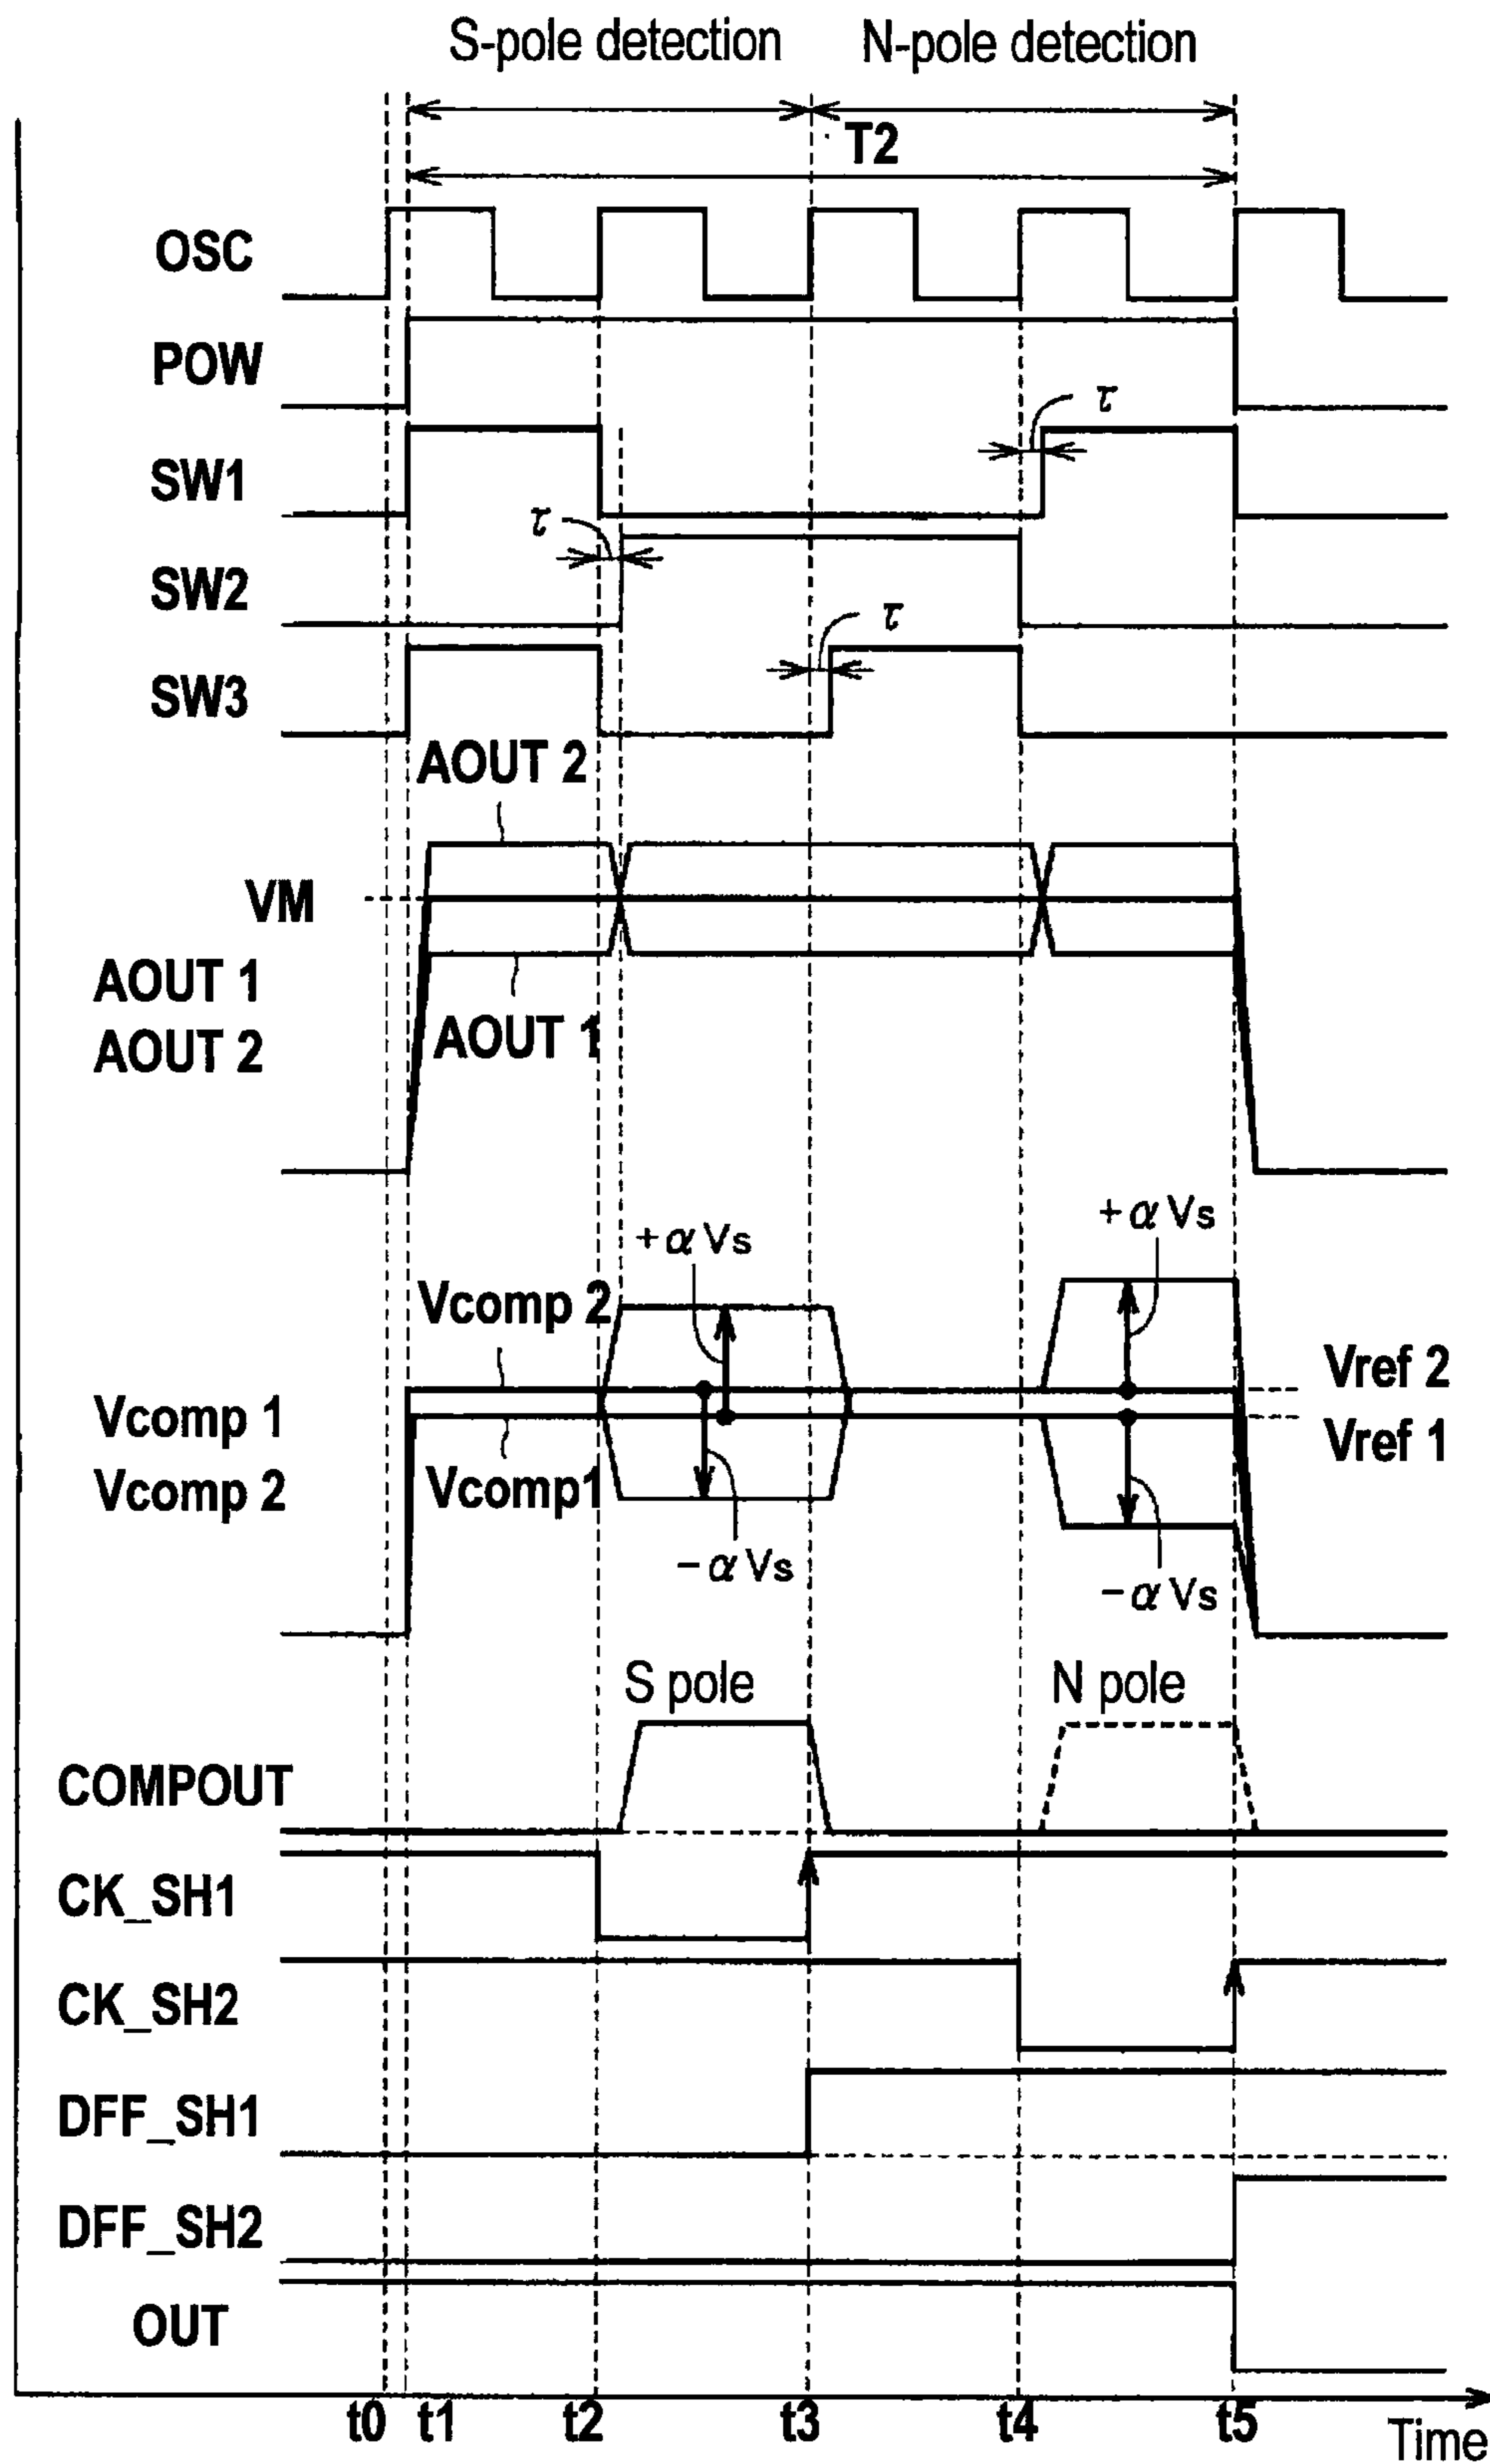 S-pole detection N-pole detection
T2
OSC
POW
τ
SW1
τ
SW2
τ
SW3
AOUT 2
VM
AOUT 1
AOUT 1
AOUT 2
+αVs
+αVs
Vcomp 2
Vref 2
Vcomp 1
Vref 1
Vcomp1
Vcomp 2
-αVs
-αVs
S pole N pole
COMPOUT
CK_SH1
CK_SH2
DFF_SH1
DFF_SH2
OUT
t0 t1 t2 t3 t4 t5 Time